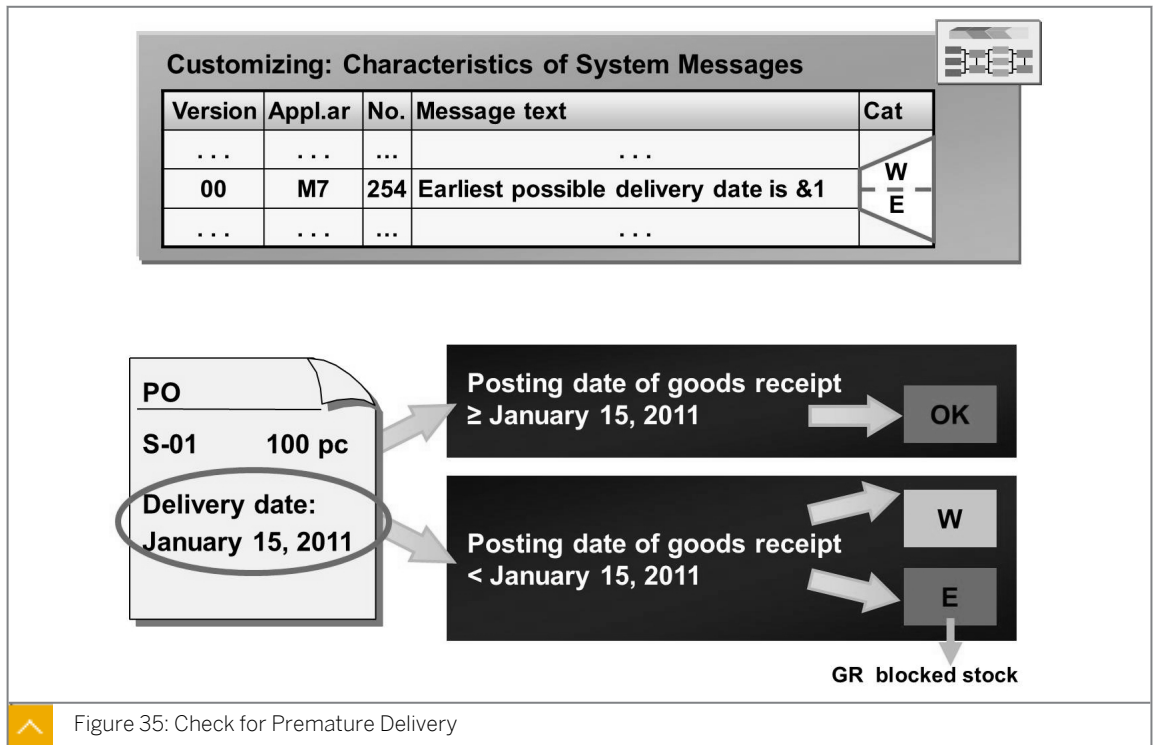 Customizing: Characteristics of System Messages
Version Appl.ar No. Message text Cat
. . . . . . ... . . .
00 M7 254 Earliest possible delivery date is &1
W
E
. . . . . . ... . . .
PO
S-01 100 pc
Delivery date:
January 15, 2011
Posting date of goods receipt
≥ January 15, 2011
OK
Posting date of goods receipt
< January 15, 2011
W
E
GR blocked stock
Figure 35: Check for Premature Delivery